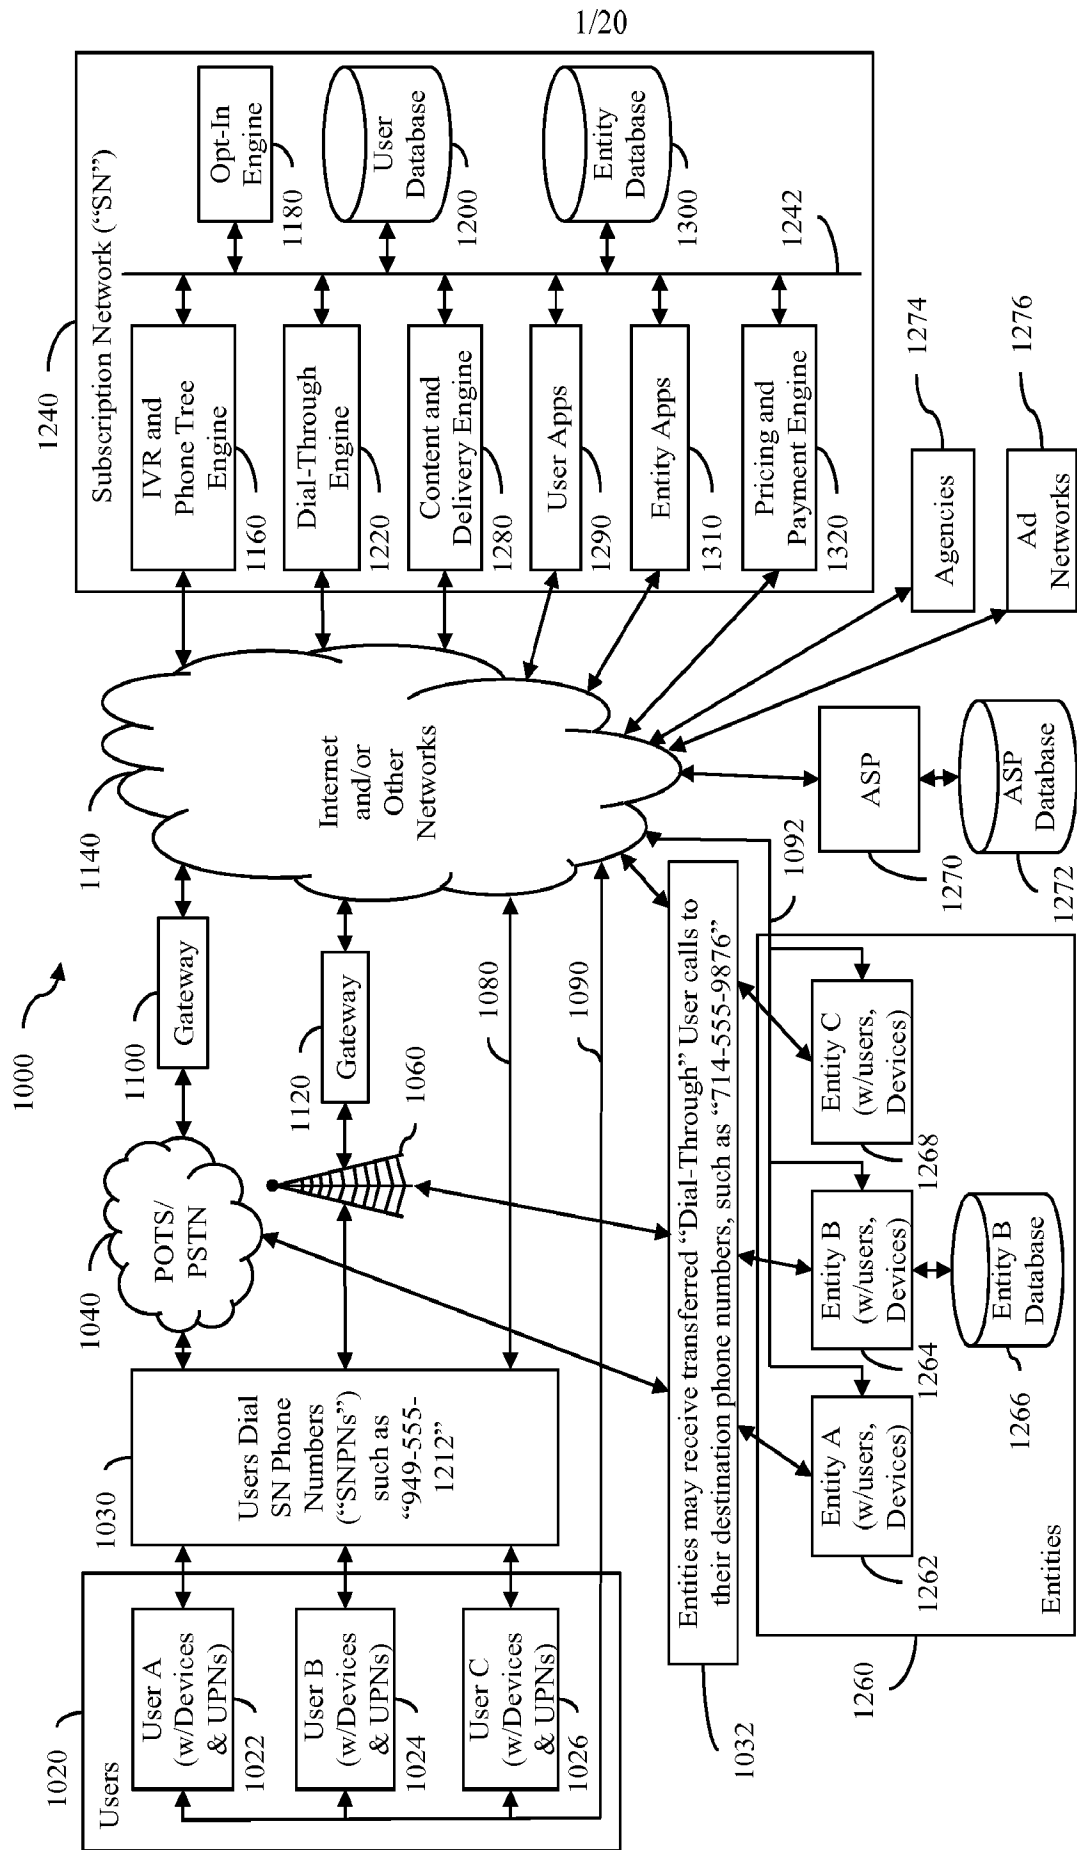 1/20
1000
1020
Users
User A
(w/Devices
& UPNs)
1022
User B
(w/Devices
& UPNs)
1024
User C
(w/Devices
& UPNs)
1026
1030
Users Dial
SN Phone
Numbers
(“SNPNs”)
such as
“949-555-
1212”
1040
POTS/
PSTN
1060
1100
Gateway
1120
Gateway
1080
1090
1140
Internet
and/or
Other
Networks
1240
Subscription Network (“SN”)
IVR and
Phone Tree
Engine
1160
Dial-Through
Engine
1220
Content and
Delivery Engine
1280
User Apps
1290
Entity Apps
1310
Pricing and
Payment Engine
1320
Opt-In
Engine
1180
User
Database
1200
Entity
Database
1300
1242
1032
Entities may receive transferred “Dial-Through” User calls to
their destination phone numbers, such as “714-555-9876”
1092
1260
Entities
Entity A
(w/users,
Devices)
1262
Entity B
(w/users,
Devices)
1264
Entity B
Database
1266
Entity C
(w/users,
Devices)
1268
ASP
1270
ASP
Database
1272
Agencies
1274
Ad
Networks
1276